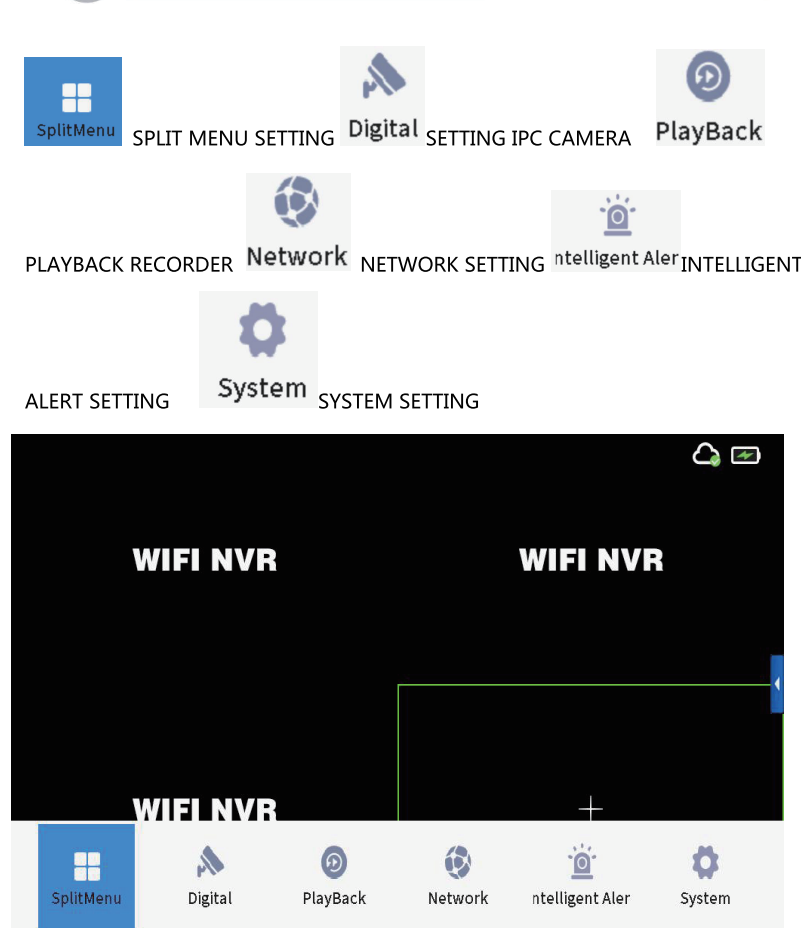 SplitMenu SPLIT MENU SETTING Digital SETTING IPC CAMERA PlayBack
PLAYBACK RECORDER Network NETWORK SETTING ntelligent Aler INTELLIGENT
ALERT SETTING System SYSTEM SETTING
WIFI NVR WIFI NVR
WIFI NVR
SplitMenu Digital PlayBack Network ntelligent Aler System